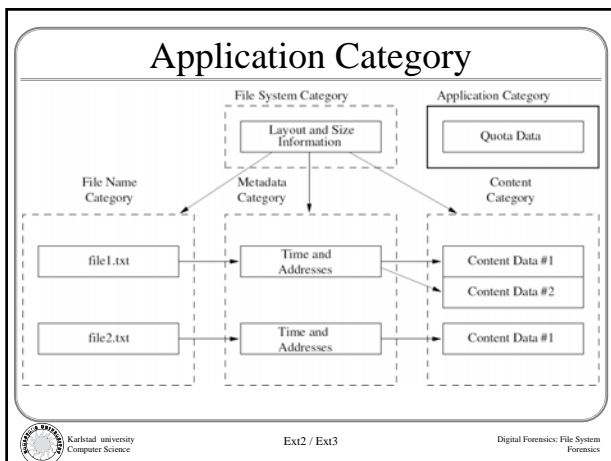 Application Category
File System Category
Application Category
Layout and Size
Information
Quota Data
File Name
Category
Metadata
Category
Content
Category
file1.txt
Time and
Addresses
Content Data #1
Content Data #2
file2.txt
Time and
Addresses
Content Data #1
Karlstad university
Computer Science
Ext2 / Ext3
Digital Forensics: File System
Forensics